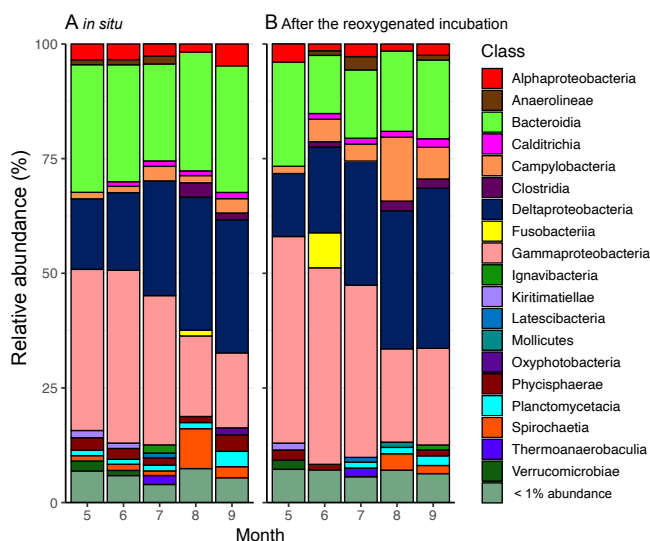 A in situ
B After the reoxygenated incubation
Relative abundance (%)
100
75
50
25
0
5 6 7 8 9
5 6 7 8 9
Month
Class
Alphaproteobacteria
Anaerolineae
Bacteroidia
Calditrichia
Campylobacteria
Clostridia
Deltaproteobacteria
Fusobacteriia
Gammaproteobacteria
Ignavibacteria
Kiritimatiellae
Latescibacteria
Mollicutes
Oxyphotobacteria
Phycisphaerae
Planctomycetacia
Spirochaetia
Thermoanaerobaculia
Verrucomicrobiae
< 1% abundance